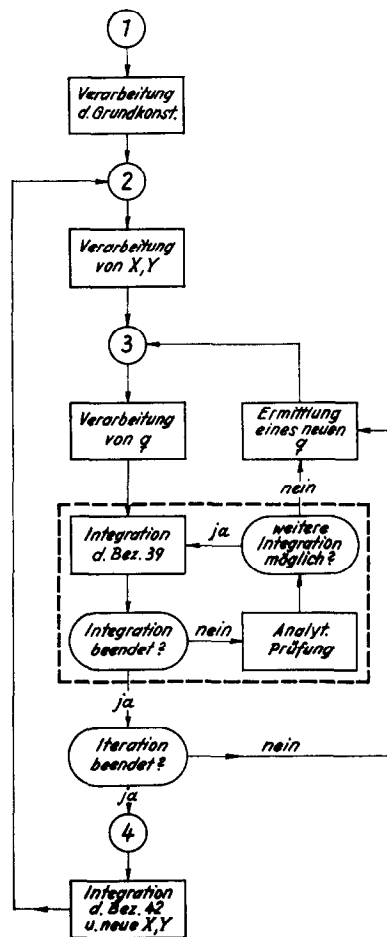 1
Verarbeitung
d. Grundkonst.
2
Verarbeitung
von X,Y
3
Verarbeitung
von q
Ermittlung
eines neuen
q
nein
Integration
d. Bez. 39
ja
weitere
Integration
möglich?
Integration
beendet?
nein
Analyt.
Prüfung
ja
Iteration
beendet?
nein
ja
4
Integration
d. Bez. 42
u. neue X,Y